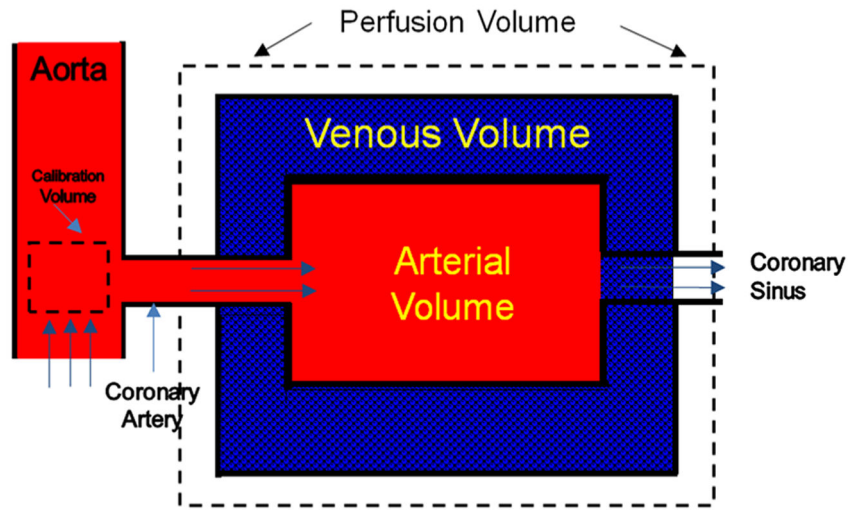 Perfusion Volume
Aorta
Venous Volume
Calibration
Volume
Arterial
Volume
Coronary
Sinus
Coronary
Artery